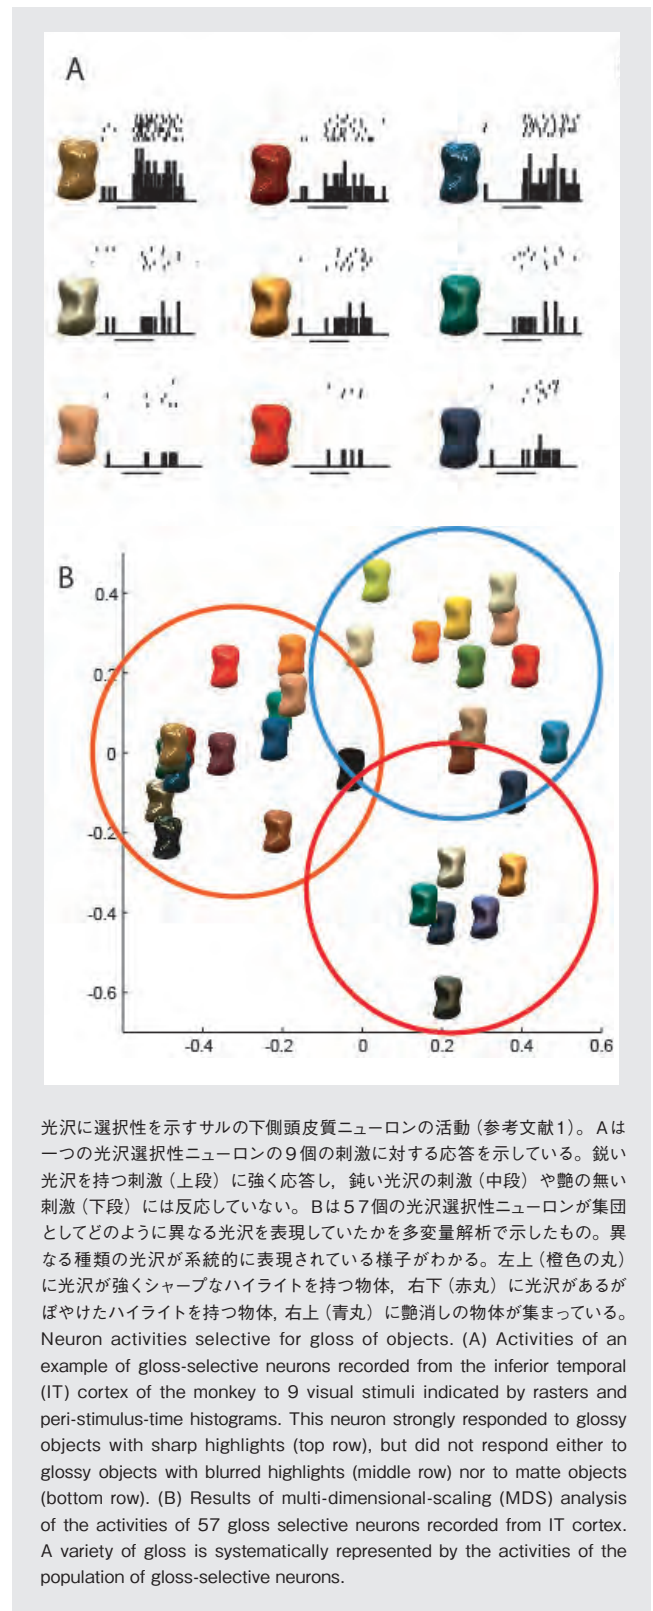 A
B
0.4
0.2
0
-0.2
-0.4
-0.6
-0.4
-0.2
0
0.2
0.4
0.6
光沢に選択性を示すサルの下側頭皮質ニューロンの活動（参考文献1）。Aは
一つの光沢選択性ニューロンの9個の刺激に対する応答を示している。鋭い
光沢を持つ刺激（上段）に強く応答し，鈍い光沢の刺激（中段）や艶の無い
刺激（下段）には反応していない。Bは57個の光沢選択性ニューロンが集団
としてどのように異なる光沢を表現していたかを多変量解析で示したもの。異
なる種類の光沢が系統的に表現されている様子がわかる。左上（橙色の丸）
に光沢が強くシャープなハイライトを持つ物体，右下（赤丸）に光沢があるが
ぼやけたハイライトを持つ物体，右上（青丸）に艶消しの物体が集まっている。
Neuron activities selective for gloss of objects. (A) Activities of an
example of gloss-selective neurons recorded from the inferior temporal
(IT) cortex of the monkey to 9 visual stimuli indicated by rasters and
peri-stimulus-time histograms. This neuron strongly responded to glossy
objects with sharp highlights (top row), but did not respond either to
glossy objects with blurred highlights (middle row) nor to matte objects
(bottom row). (B) Results of multi-dimensional-scaling (MDS) analysis
of the activities of 57 gloss selective neurons recorded from IT cortex.
A variety of gloss is systematically represented by the activities of the
population of gloss-selective neurons.